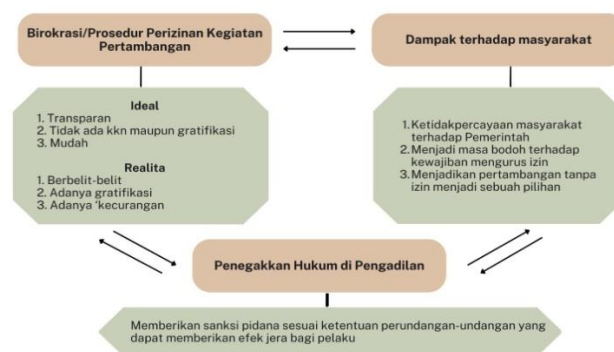 Birokrasi/Prosedur Perizinan Kegiatan
Pertambangan
Dampak terhadap masyarakat
Ideal
1. Transparan
2. Tidak ada kkn maupun gratifikasi
3. Mudah
Realita
1. Berbelit-belit
2. Adanya gratifikasi
3. Adanya 'kecurangan
1.Ketidakpercayaan masyarakat
terhadap Pemerintah
2.Menjadi masa bodoh terhadap
kewajiban mengurus izin
3.Menjadikan pertambangan tanpa
izin menjadi sebuah pilihan
Penegakkan Hukum di Pengadilan
Memberikan sanksi pidana sesuai ketentuan perundangan-undangan yang
dapat memberikan efek jera bagi pelaku